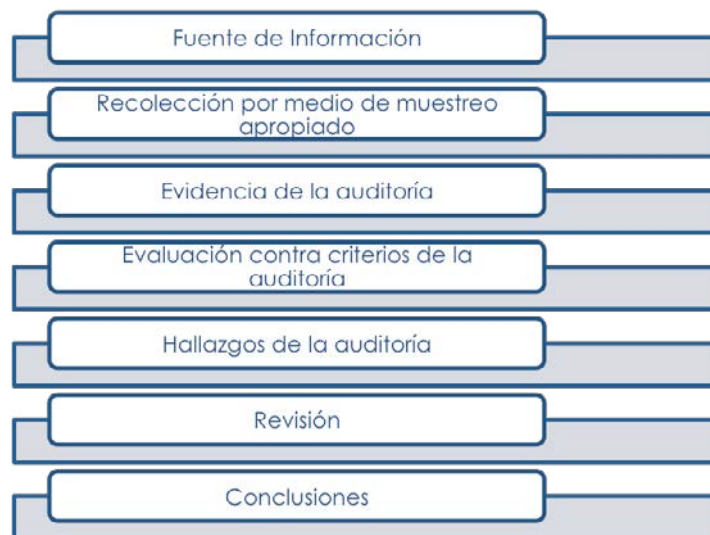 Fuente de Información
Recolección por medio de muestreo
apropiado
Evidencia de la auditoría
Evaluación contra criterios de la
auditoría
Hallazgos de la auditoría
Revisión
Conclusiones